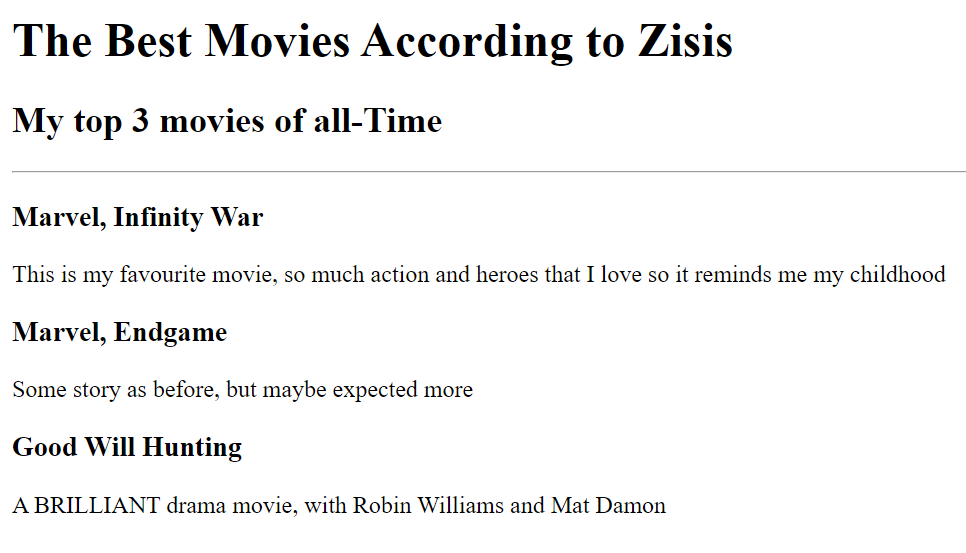 The Best Movies According to Zisis
My top 3 movies of all-Time
Marvel, Infinity War
This is my favourite movie, so much action and heroes that I love so it reminds me my childhood
Marvel, Endgame
Some story as before, but maybe expected more
Good Will Hunting
A BRILLIANT drama movie, with Robin Williams and Mat Damon